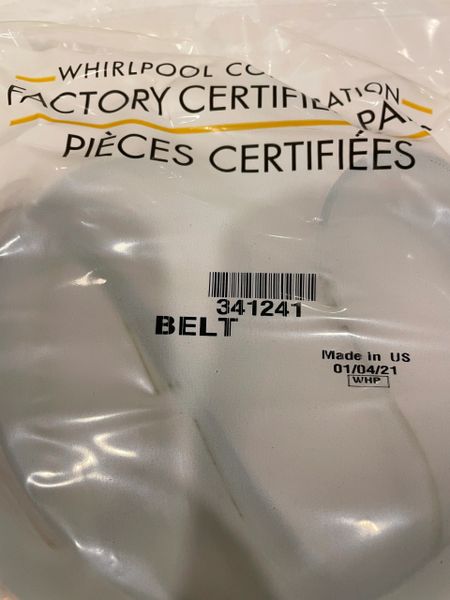 WHIRLPOOL
FACTORY CERTIFI
PIÈCES CERTIFIÉES
341241
BELT
Made in US
01/04/21
WHP